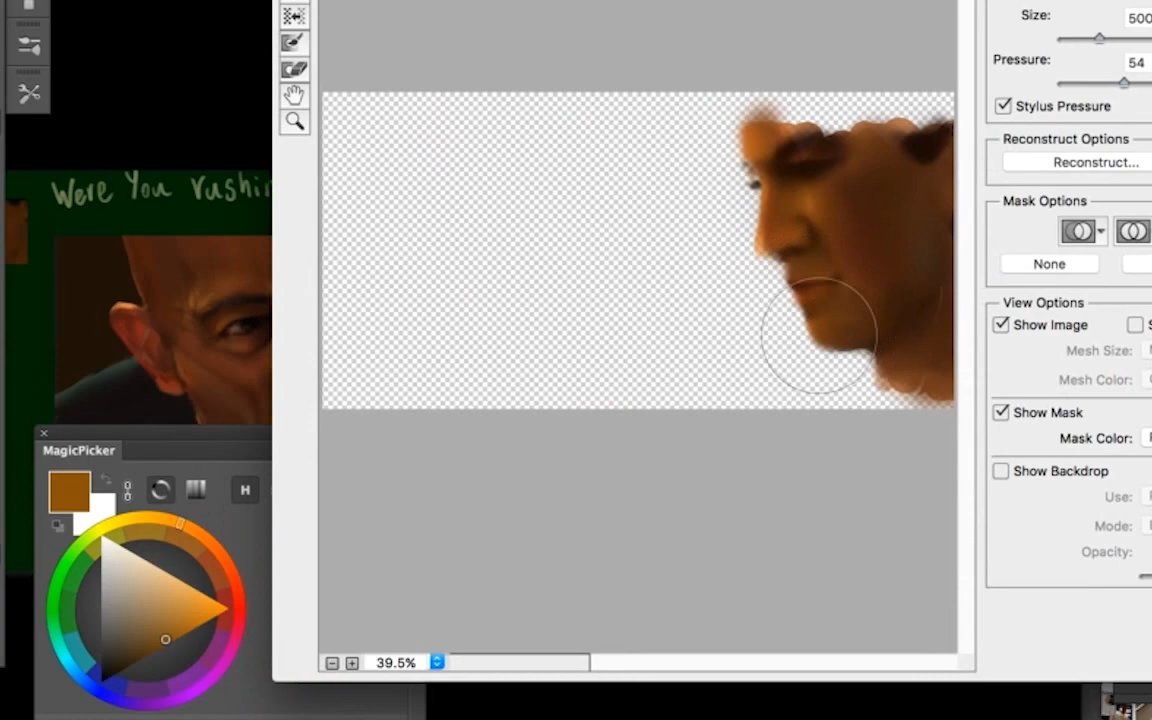 Size:
500
Pressure:
54
Stylus Pressure
Reconstruct Options
Reconstruct...
Mask Options
None
View Options
Show Image
Mesh Size:
Mesh Color:
Show Mask
Mask Color:
Show Backdrop
Use:
Mode:
Opacity:
39.5%
Were You rushin
MagicPicker
H